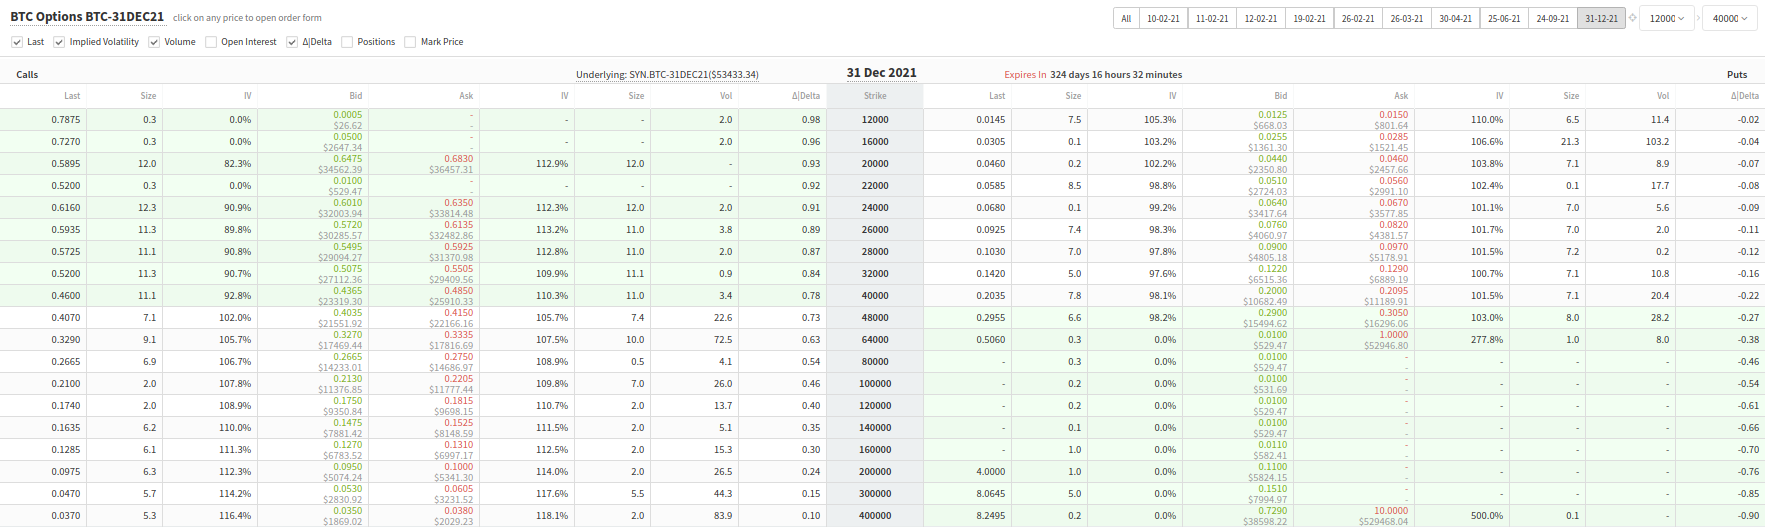 BTC Options BTC-31DEC21 click on any price to open order form
All 10-02-21 11-02-21 12-02-21 19-02-21 26-02-21 26-03-21 30-04-21 25-06-21 24-09-21 31-12-21 12000 40000
Last Implied Volatility Volume Open Interest Δ|Delta Positions Mark Price
Calls Underlying: SYN.BTC-31DEC21($53433.34) 31 Dec 2021 Expires In 324 days 16 hours 32 minutes Puts
Last Size IV Bid Ask IV Size Vol Δ|Delta Strike Last Size IV Bid Ask IV Size Vol Δ|Delta
0.7875 0.3 0.0% 0.0005 - - - 2.0 0.98 12000 0.0145 7.5 105.3% 0.0125 0.0150 110.0% 6.5 11.4 -0.02
$26.62 - $668.03 $801.64
0.7270 0.3 0.0% 0.0500 - - - 2.0 0.96 16000 0.0305 0.1 103.2% 0.0255 0.0285 106.6% 21.3 103.2 -0.04
$2647.34 - $1361.30 $1521.45
0.5895 12.0 82.3% 0.6475 0.6830 112.9% 12.0 - 0.93 20000 0.0460 0.2 102.2% 0.0440 0.0460 103.8% 7.1 8.9 -0.07
$34562.39 $36457.31 $2350.80 $2457.66
0.5200 0.3 0.0% 0.0100 - - - - 0.92 22000 0.0585 8.5 98.8% 0.0510 0.0560 102.4% 0.1 17.7 -0.08
$529.47 - $2724.03 $2991.10
0.6160 12.3 90.9% 0.6010 0.6350 112.3% 12.0 2.0 0.91 24000 0.0680 0.1 99.2% 0.0640 0.0670 101.1% 7.0 5.6 -0.09
$32003.94 $33814.48 $3417.64 $3577.85
0.5935 11.3 89.8% 0.5720 0.6135 113.2% 11.0 3.8 0.89 26000 0.0925 7.4 98.3% 0.0760 0.0820 101.7% 7.0 2.0 -0.11
$30285.57 $32482.86 $4060.97 $4381.57
0.5725 11.1 90.8% 0.5495 0.5925 112.8% 11.0 2.0 0.87 28000 0.1030 7.0 97.8% 0.0900 0.0970 101.5% 7.2 0.2 -0.12
$29094.27 $31370.98 $4805.18 $5178.91
0.5200 11.3 90.7% 0.5075 0.5505 109.9% 11.1 0.9 0.84 32000 0.1420 5.0 97.6% 0.1220 0.1290 100.7% 7.1 10.8 -0.16
$27112.36 $29409.56 $6515.36 $6889.19
0.4600 11.1 92.8% 0.4365 0.4850 110.3% 11.0 3.4 0.78 40000 0.2035 7.8 98.1% 0.2000 0.2095 101.5% 7.1 20.4 -0.22
$23319.30 $25910.33 $10682.49 $11189.91
0.4070 7.1 102.0% 0.4035 0.4150 105.7% 7.4 22.6 0.73 48000 0.2955 6.6 98.2% 0.2900 0.3050 103.0% 8.0 28.2 -0.27
$21551.92 $22166.16 $15494.62 $16296.06
0.3290 9.1 105.7% 0.3270 0.3335 107.5% 10.0 72.5 0.63 64000 0.5060 0.3 0.0% 0.0100 1.0000 277.8% 1.0 8.0 -0.38
$17469.44 $17816.69 $529.47 $52946.80
0.2665 6.9 106.7% 0.2665 0.2750 108.9% 0.5 4.1 0.54 80000 - 0.3 0.0% 0.0100 - - - - -0.46
$14233.01 $14686.97 $529.47 -
0.2100 2.0 107.8% 0.2130 0.2205 109.8% 7.0 26.0 0.46 100000 - 0.2 0.0% 0.0100 - - - - -0.54
$11376.85 $11777.44 $531.69 -
0.1740 2.0 108.9% 0.1750 0.1815 110.7% 2.0 13.7 0.40 120000 - 0.2 0.0% 0.0100 - - - - -0.61
$9350.84 $9698.15 $529.47 -
0.1635 6.2 110.0% 0.1475 0.1525 111.5% 2.0 5.1 0.35 140000 - 0.1 0.0% 0.0100 - - - - -0.66
$7881.42 $8148.59 $529.47 -
0.1285 6.1 111.3% 0.1270 0.1310 112.5% 2.0 15.3 0.30 160000 - 1.0 0.0% 0.0110 - - - - -0.70
$6783.52 $6997.17 $582.41 -
0.0975 6.3 112.3% 0.0950 0.1000 114.0% 2.0 26.5 0.24 200000 4.0000 1.0 0.0% 0.1100 - - - - -0.76
$5074.24 $5341.30 $5824.15 -
0.0470 5.7 114.2% 0.0530 0.0605 117.6% 5.5 44.3 0.15 300000 8.0645 5.0 0.0% 0.1510 - - - - -0.85
$2830.92 $3231.52 $7994.97 -
0.0370 5.3 116.4% 0.0350 0.0380 118.1% 2.0 83.9 0.10 400000 8.2495 0.2 0.0% 0.7290 10.0000 500.0% 0.1 - -0.90
$1869.02 $2029.23 $38598.22 $529468.04